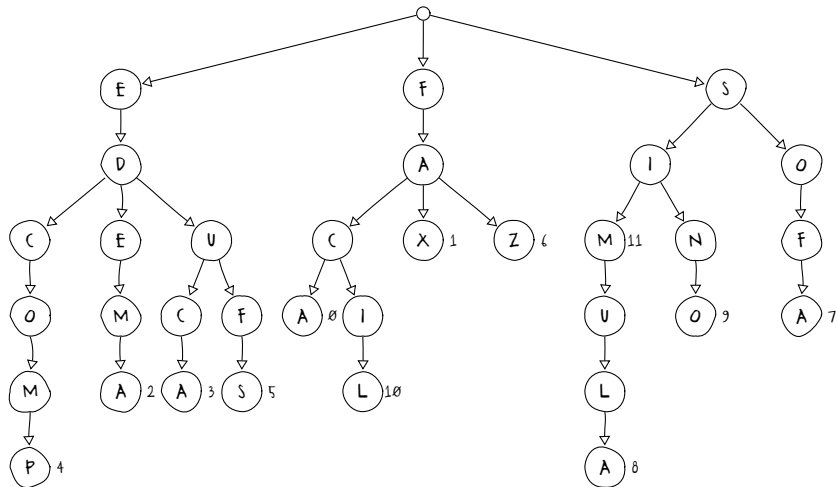 E F S
D A I O
C E U C X 1 Z 6 M 11 N F
O M C F A 0 I U O 9 A 7
M A 2 A 3 S 5 L 10 L
P 4 A 8